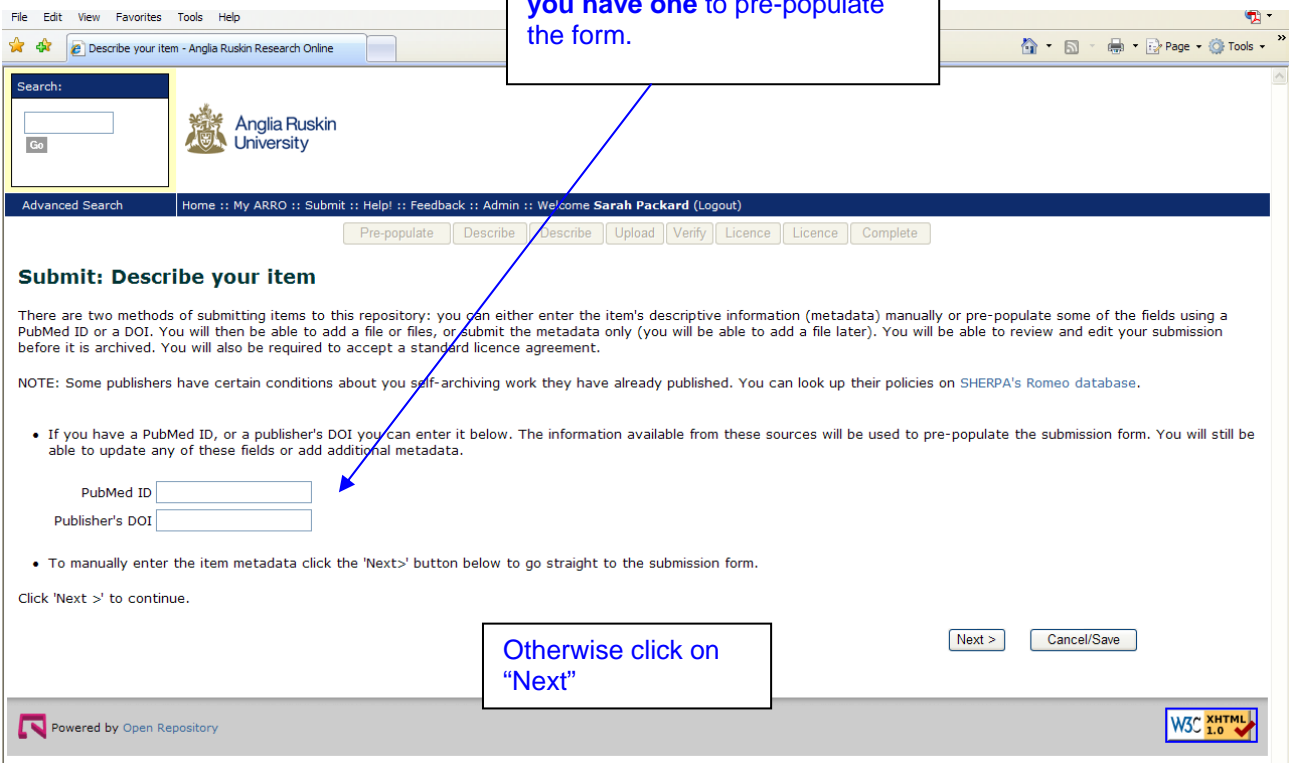 you have one to pre-populate
the form.
File Edit View Favorites Tools Help
Describe your item - Anglia Ruskin Research Online
Page Tools »
Search:
Go
Anglia Ruskin
University
Advanced Search Home :: My ARRO :: Submit :: Help! :: Feedback :: Admin :: Welcome Sarah Packard (Logout)
Pre-populate Describe Describe Upload Verify Licence Licence Complete
Submit: Describe your item
There are two methods of submitting items to this repository: you can either enter the item's descriptive information (metadata) manually or pre-populate some of the fields using a
PubMed ID or a DOI. You will then be able to add a file or files, or submit the metadata only (you will be able to add a file later). You will be able to review and edit your submission
before it is archived. You will also be required to accept a standard licence agreement.
NOTE: Some publishers have certain conditions about you self-archiving work they have already published. You can look up their policies on SHERPA's Romeo database.
• If you have a PubMed ID, or a publisher's DOI you can enter it below. The information available from these sources will be used to pre-populate the submission form. You will still be
able to update any of these fields or add additional metadata.
PubMed ID
Publisher's DOI
• To manually enter the item metadata click the 'Next>' button below to go straight to the submission form.
Click 'Next >' to continue.
Next > Cancel/Save
Otherwise click on
“Next”
Powered by Open Repository
W3C XHTML
1.0